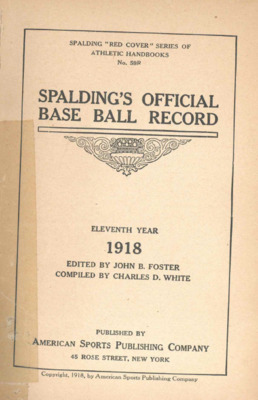 SPALDING "RED COVER" SERIES OF
ATHLETIC HANDBOOKS
No. 59R
SPALDING'S OFFICIAL
BASE BALL RECORD
ELEVENTH YEAR
1918
EDITED BY JOHN B. FOSTER
COMPILED BY CHARLES D. WHITE
PUBLISHED BY
AMERICAN SPORTS PUBLISHING COMPANY
45 ROSE STREET, NEW YORK
Copyright, 1918, by American Sports Publishing Company